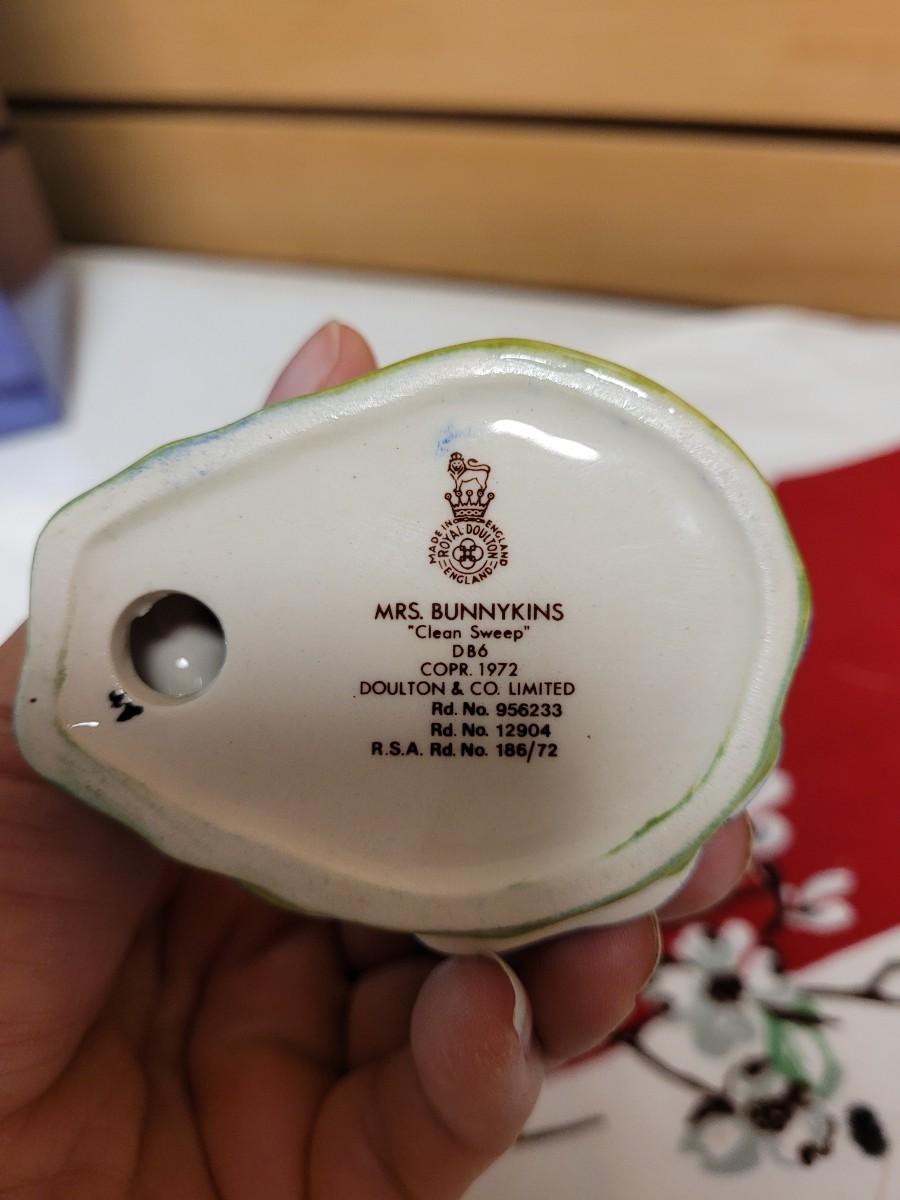 MADE IN ENGLAND
ROYAL DOULTON
ENGLAND
MRS. BUNNYKINS
"Clean Sweep"
DB6
COPR. 1972
DOULTON & CO. LIMITED
Rd. No. 956233
Rd. No. 12904
R.S.A. Rd. No. 186/72